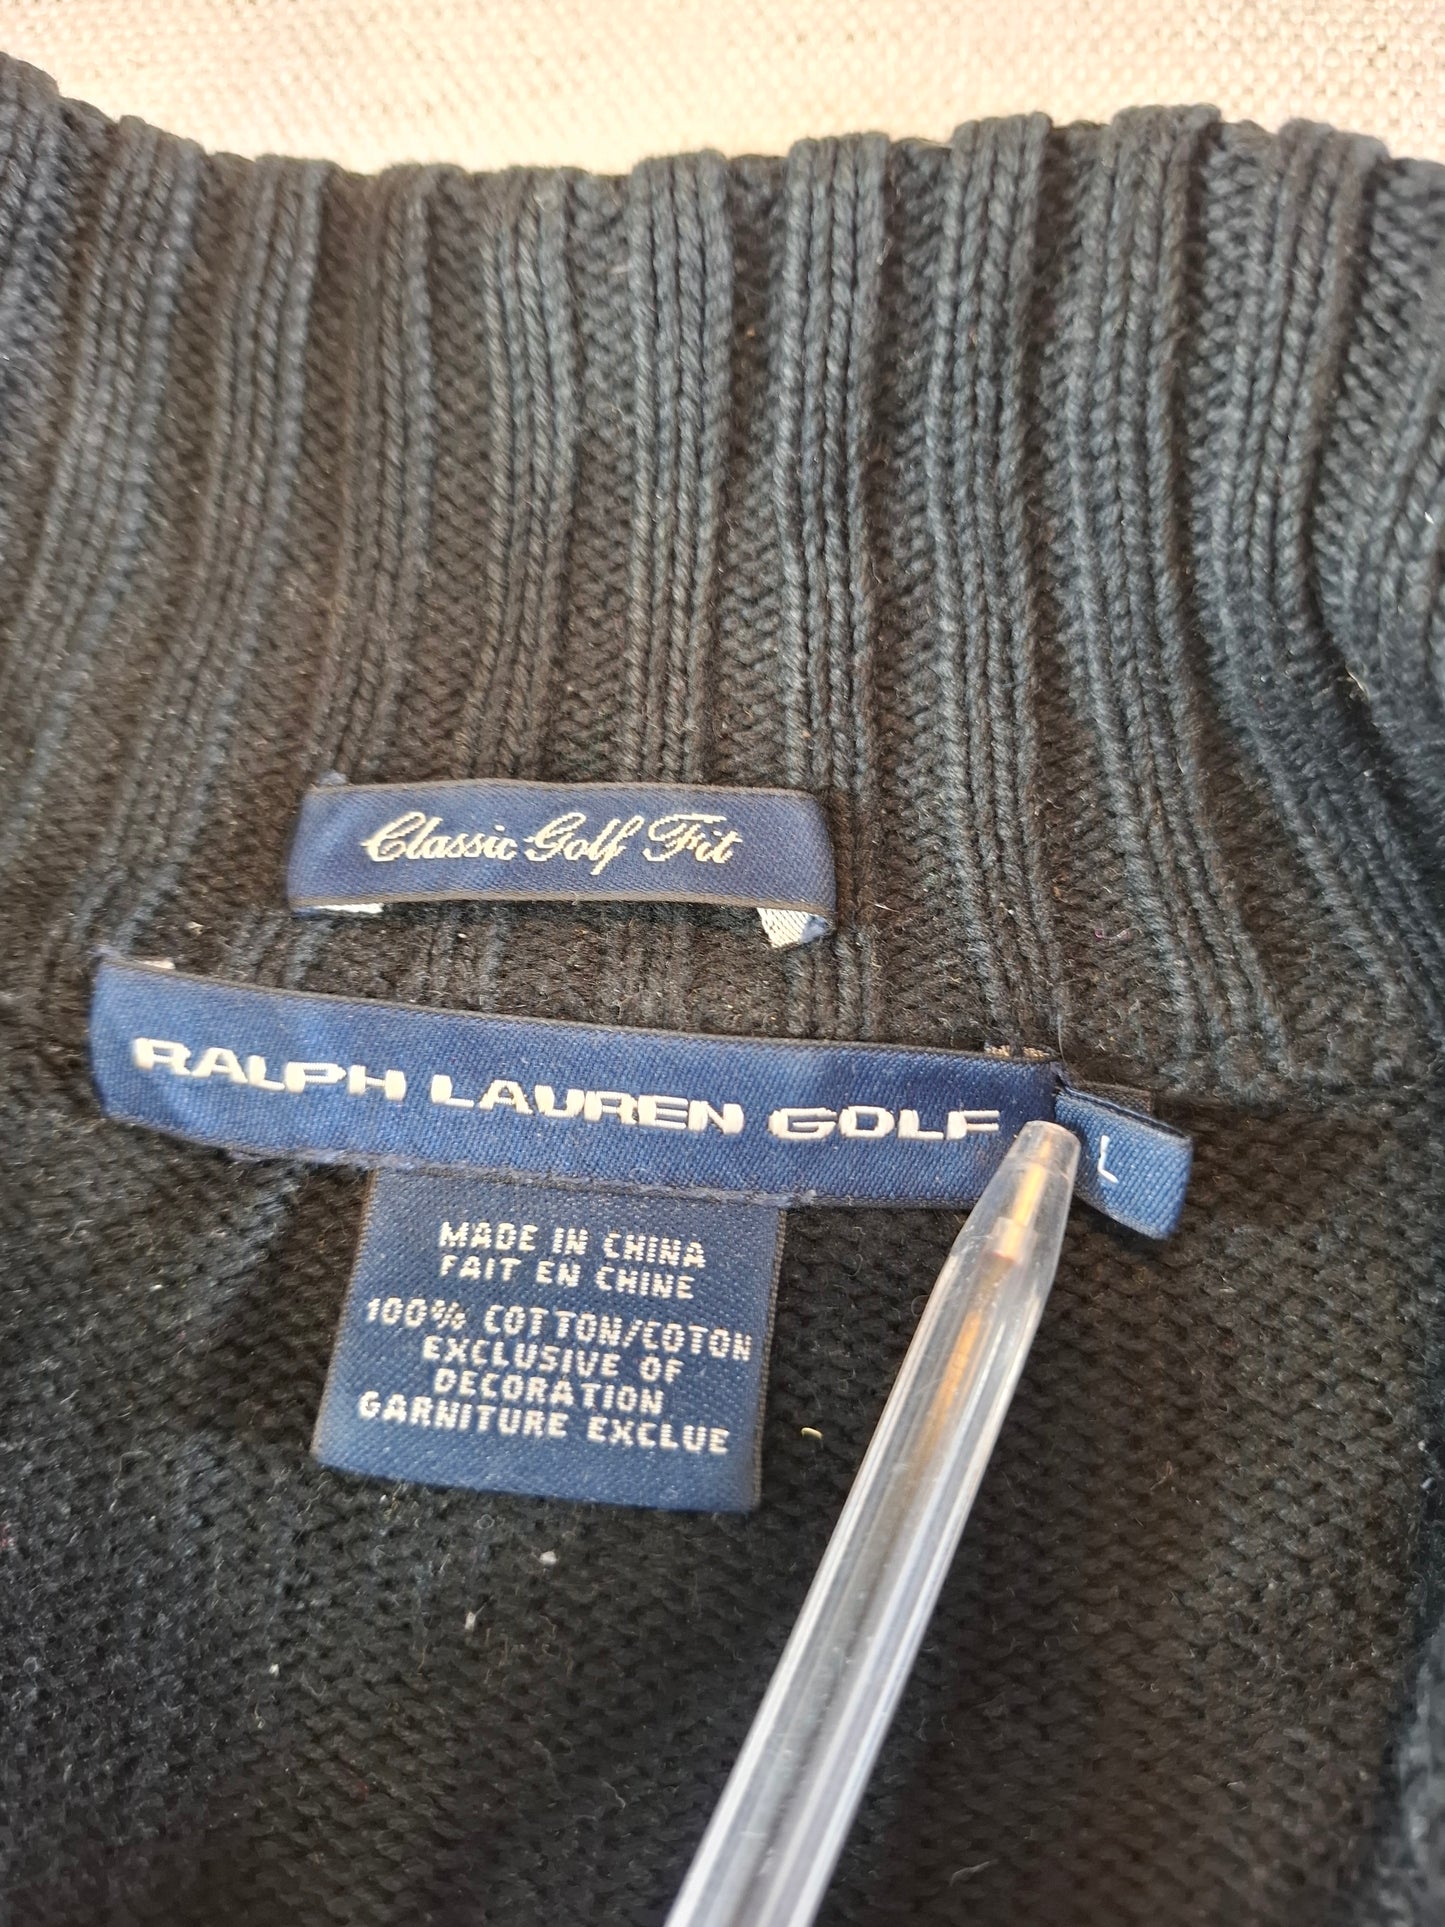 Classic Golf Fit
RALPH LAUREN GOLF
L
MADE IN CHINA
FAIT EN CHINE
100% COTTON/COTON
EXCLUSIVE OF
DECORATION
GARNITURE EXCLUE